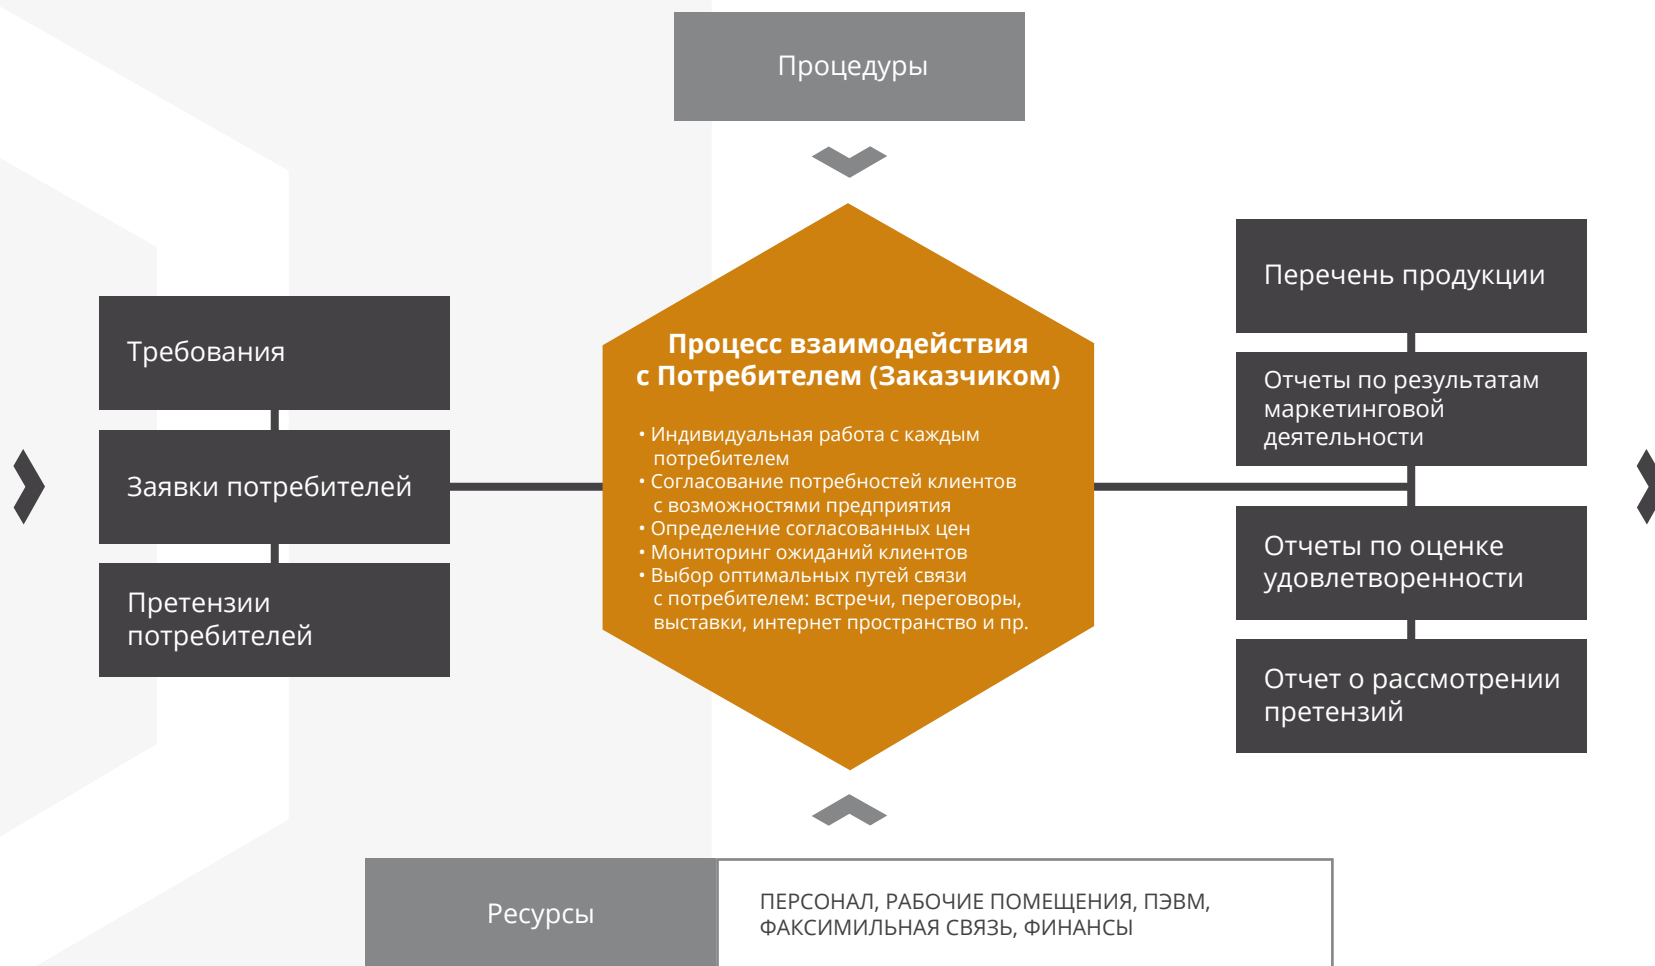 Процедуры
Требования
Заявки потребителей
Претензии
потребителей
Процесс взаимодействия
с Потребителем (Заказчиком)
• Индивидуальная работа с каждым
потребителем
• Согласование потребностей клиентов
с возможностями предприятия
• Определение согласованных цен
• Мониторинг ожиданий клиентов
• Выбор оптимальных путей связи
с потребителем: встречи, переговоры,
выставки, интернет пространство и пр.
Перечень продукции
Отчеты по результатам
маркетинговой
деятельности
Отчеты по оценке
удовлетворенности
Отчет о рассмотрении
претензий
Ресурсы
ПЕРСОНАЛ, РАБОЧИЕ ПОМЕЩЕНИЯ, ПЭВМ,
ФАКСИМИЛЬНАЯ СВЯЗЬ, ФИНАНСЫ